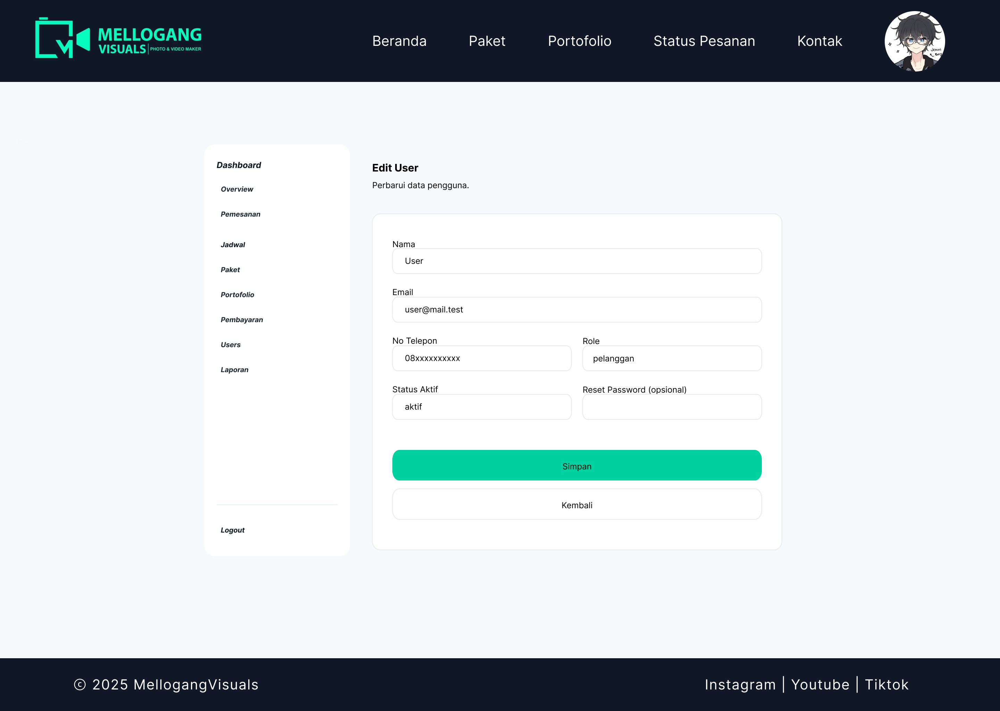 MELLOGANG
VISUALS PHOTO & VIDEO MAKER
Beranda Paket Portofolio Status Pesanan Kontak
Jenius
Boy
Dashboard
Overview
Pemesanan
Jadwal
Paket
Portofolio
Pembayaran
Users
Laporan
Logout
Edit User
Perbarui data pengguna.
Nama
User
Email
user@mail.test
No Telepon
08xxxxxxxxxx
Role
pelanggan
Status Aktif
aktif
Reset Password (opsional)
Simpan
Kembali
© 2025 MellogangVisuals
Instagram | Youtube | Tiktok